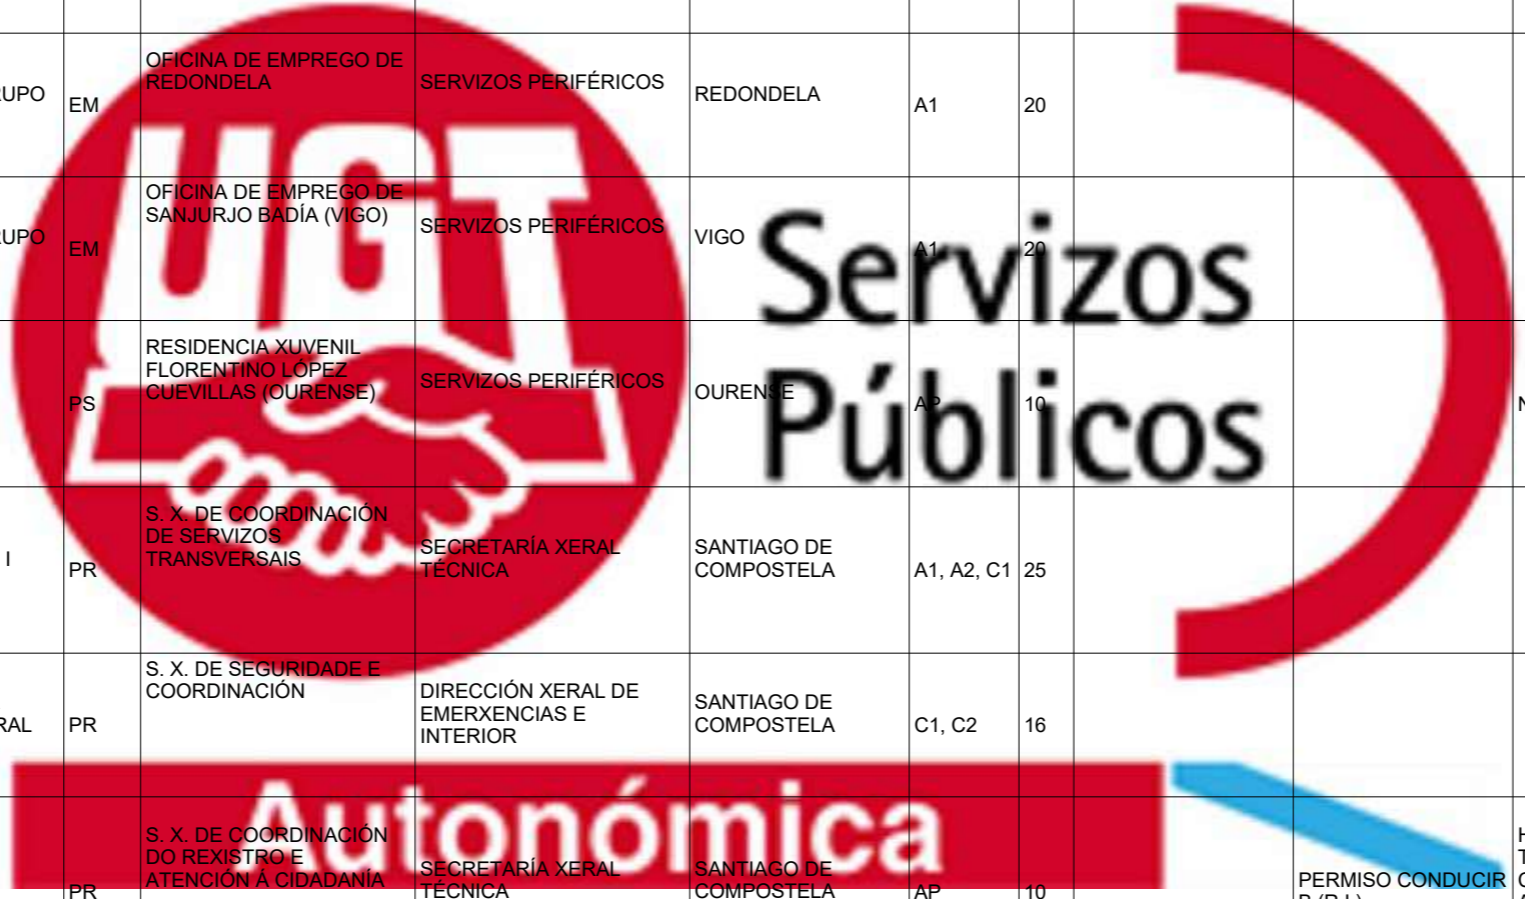 OFICINA DE EMPREGO DE
REDONDELA
SERVIZOS PERIFÉRICOS
REDONDELA
EM
A1
20
UGT
OFICINA DE EMPREGO DE
SANJURJO BADÍA (VIGO)
SERVIZOS PERIFÉRICOS
VIGO
EM
A1
20
Servizos
Públicos
RESIDENCIA XUVENIL
FLORENTINO LÓPEZ
CUEVILLAS (OURENSE)
SERVIZOS PERIFÉRICOS
OURENSE
PS
AP
10
S. X. DE COORDINACIÓN
DE SERVIZOS
TRANSVERSAIS
SECRETARÍA XERAL
TÉCNICA
SANTIAGO DE
COMPOSTELA
I
PR
A1, A2, C1
25
S. X. DE SEGURIDADE E
COORDINACIÓN
DIRECCIÓN XERAL DE
EMERXENCIAS E
INTERIOR
SANTIAGO DE
COMPOSTELA
PR
C1, C2
16
Autonómica
S. X. DE COORDINACIÓN
DO REXISTRO E
ATENCIÓN Á CIDADANÍA
SECRETARÍA XERAL
TÉCNICA
SANTIAGO DE
COMPOSTELA
PR
AP
10
PERMISO CONDUCIR